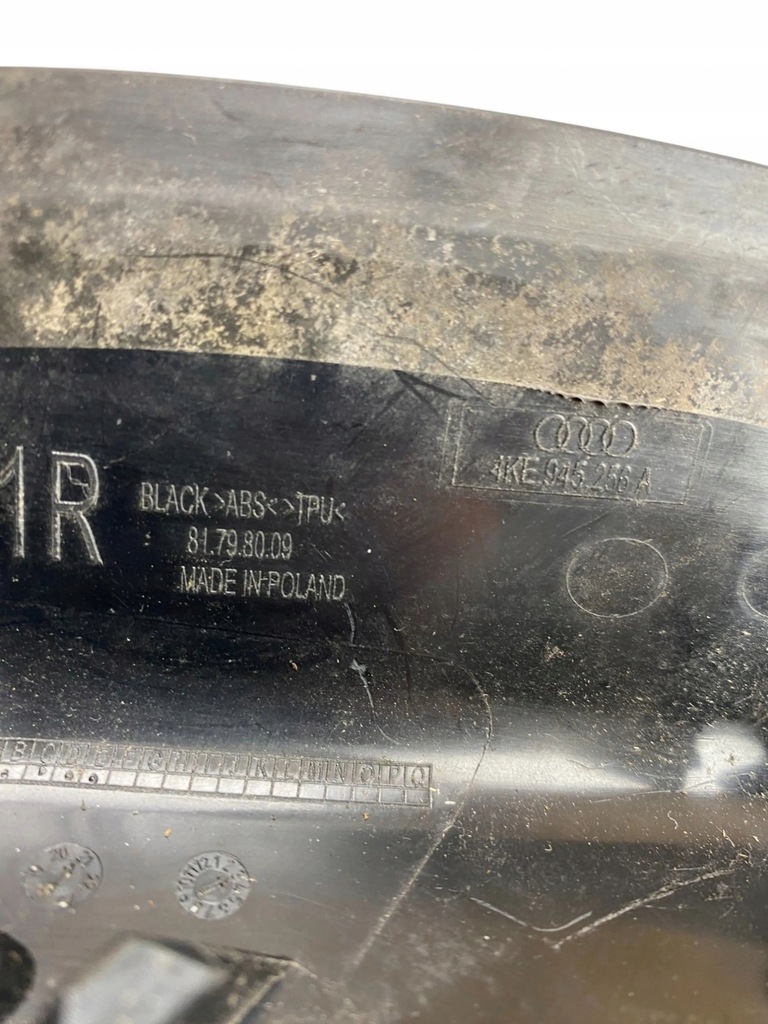 4KE.945.256 A
1R
BLACK >ABS<>TPU<
81.79.80.09
MADE IN POLAND
B C D E F G H I J K L M N O P Q